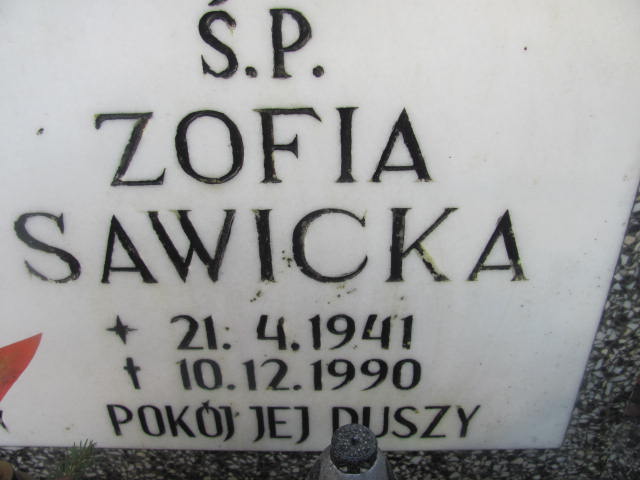 Ś.P.
ZOFIA
SAWICKA
✦ 21. 4.1941
† 10.12.1990
POKÓJ JEJ DUSZY